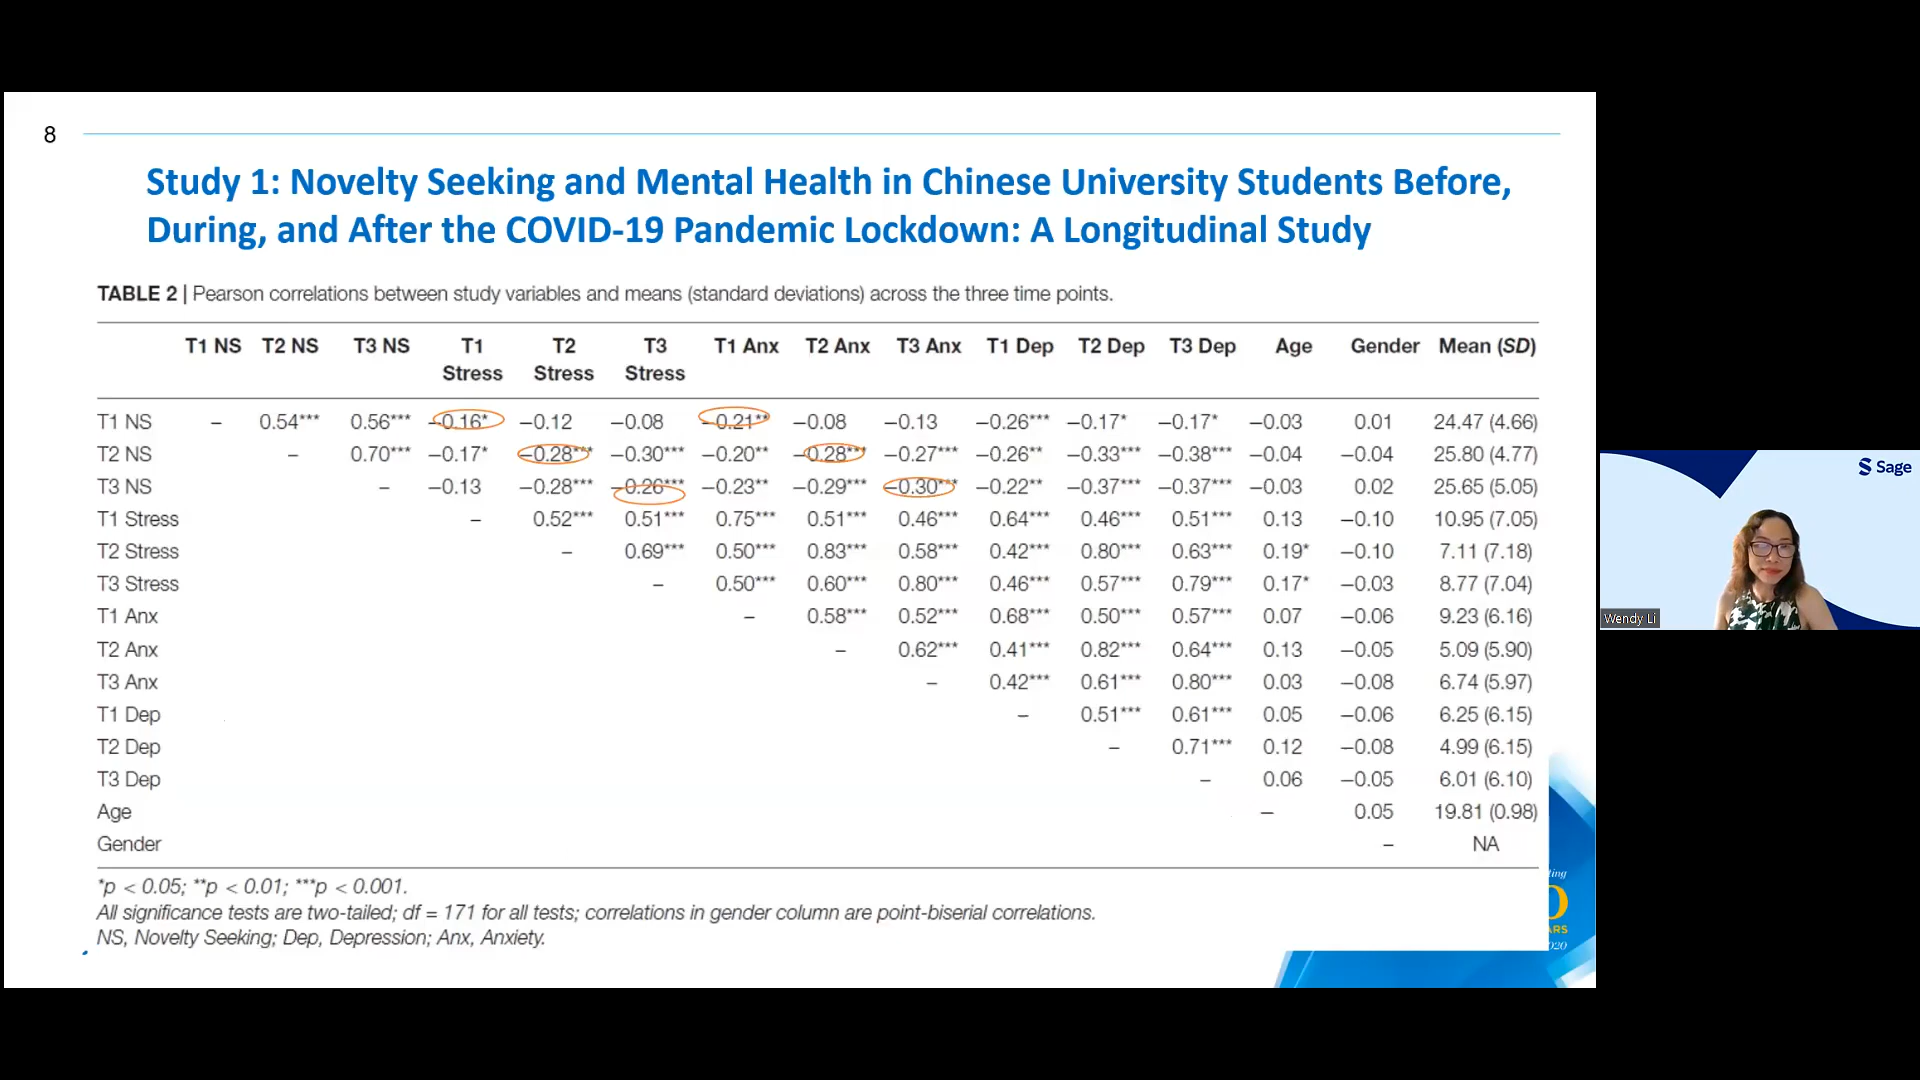 8
Study 1: Novelty Seeking and Mental Health in Chinese University Students Before,
During, and After the COVID-19 Pandemic Lockdown: A Longitudinal Study
TABLE 2 | Pearson correlations between study variables and means (standard deviations) across the three time points.
T1 NS T2 NS T3 NS T1 Stress T2 Stress T3 Stress T1 Anx T2 Anx T3 Anx T1 Dep T2 Dep T3 Dep Age Gender Mean (SD)
T1 NS – 0.54*** 0.56*** −0.16* −0.12 −0.08 −0.21** −0.08 −0.13 −0.26*** −0.17* −0.17* −0.03 0.01 24.47 (4.66)
T2 NS – 0.70*** −0.17* −0.28*** −0.30*** −0.20** −0.28*** −0.27*** −0.26** −0.33*** −0.38*** −0.04 −0.04 25.80 (4.77)
T3 NS – −0.13 −0.28*** −0.26*** −0.23** −0.29*** −0.30*** −0.22** −0.37*** −0.37*** −0.03 0.02 25.65 (5.05)
T1 Stress – 0.52*** 0.51*** 0.75*** 0.51*** 0.46*** 0.64*** 0.46*** 0.51*** 0.13 −0.10 10.95 (7.05)
T2 Stress – 0.69*** 0.50*** 0.83*** 0.58*** 0.42*** 0.80*** 0.63*** 0.19* −0.10 7.11 (7.18)
T3 Stress – 0.50*** 0.60*** 0.80*** 0.46*** 0.57*** 0.79*** 0.17* −0.03 8.77 (7.04)
T1 Anx – 0.58*** 0.52*** 0.68*** 0.50*** 0.57*** 0.07 −0.06 9.23 (6.16)
T2 Anx – 0.62*** 0.41*** 0.82*** 0.64*** 0.13 −0.05 5.09 (5.90)
T3 Anx – 0.42*** 0.61*** 0.80*** 0.03 −0.08 6.74 (5.97)
T1 Dep – 0.51*** 0.61*** 0.05 −0.06 6.25 (6.15)
T2 Dep – 0.71*** 0.12 −0.08 4.99 (6.15)
T3 Dep – 0.06 −0.05 6.01 (6.10)
Age – 0.05 19.81 (0.98)
Gender – NA
*p < 0.05; **p < 0.01; ***p < 0.001.
All significance tests are two-tailed; df = 171 for all tests; correlations in gender column are point-biserial correlations.
NS, Novelty Seeking; Dep, Depression; Anx, Anxiety.
Sage
Wendy Li